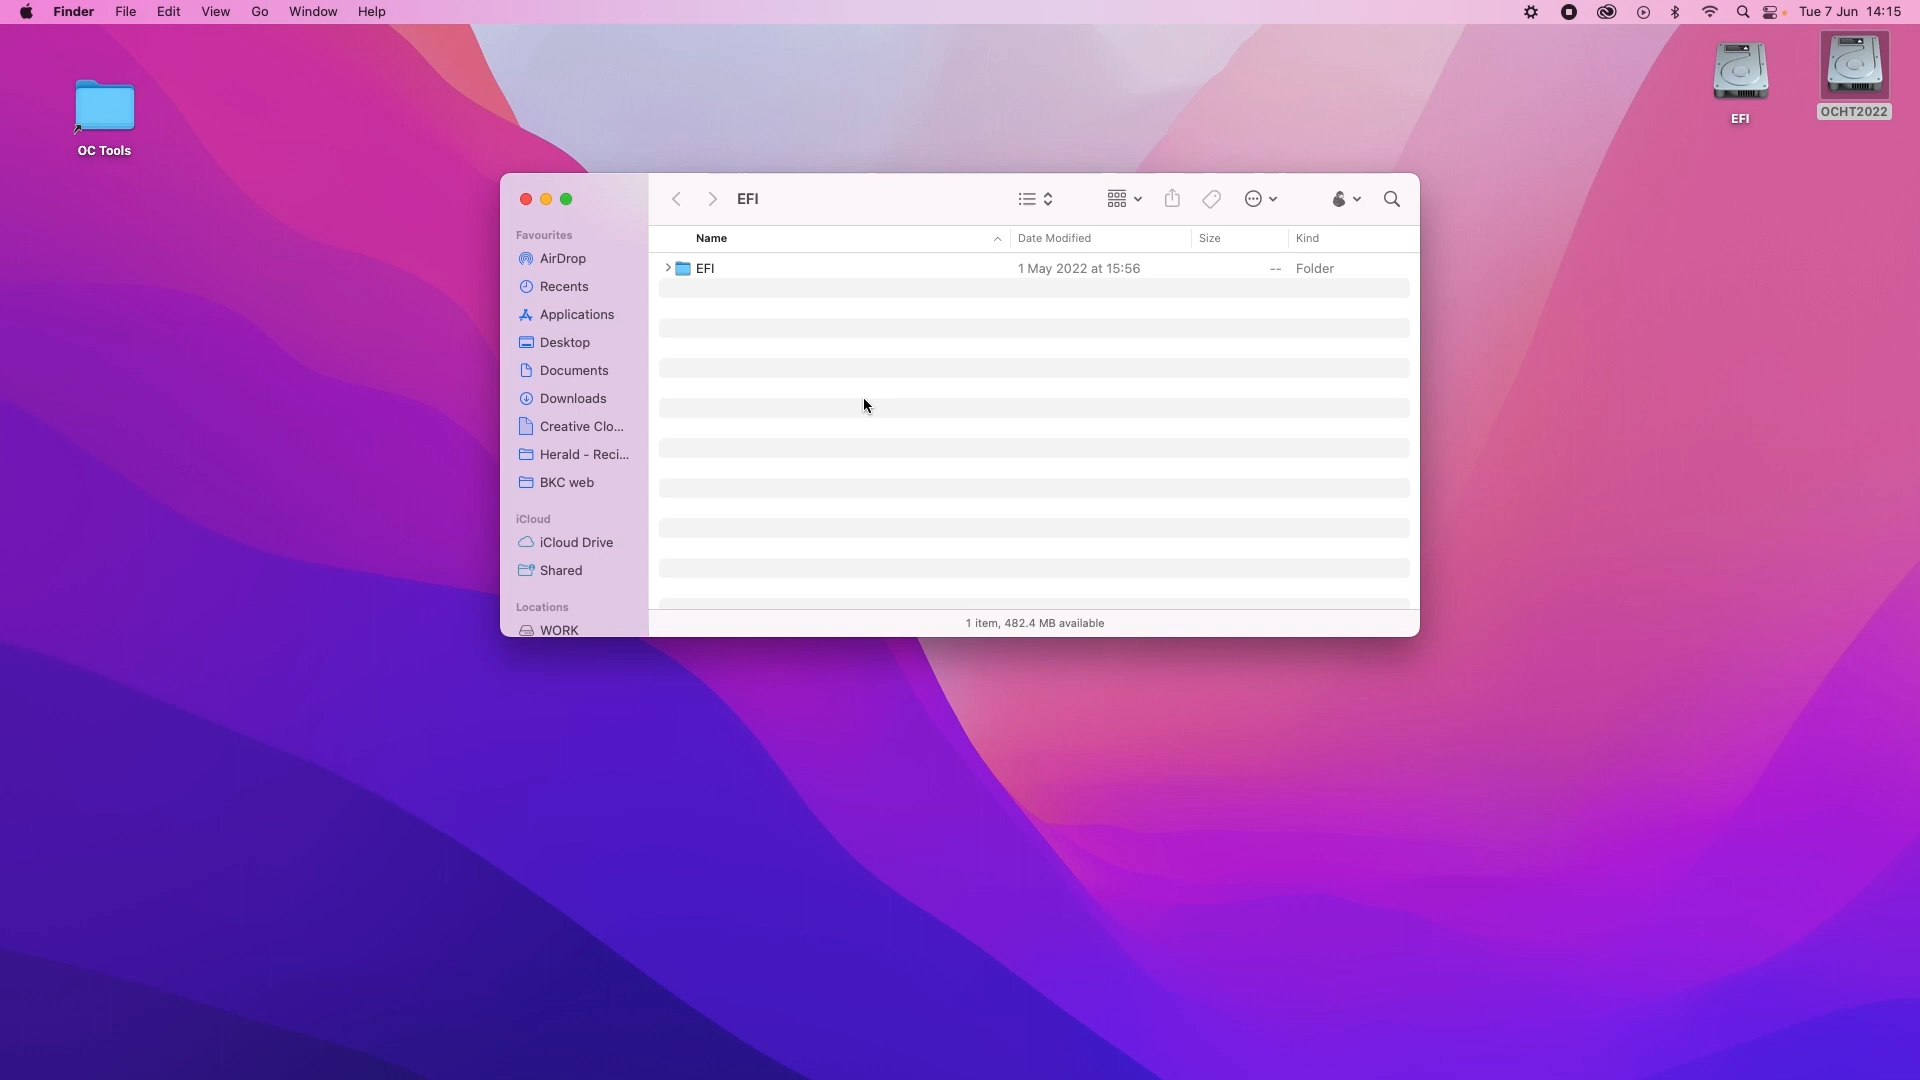 Finder File Edit View Go Window Help Tue 7 Jun 14:15
OC Tools
EFI
OCHT2022
EFI
Favourites
AirDrop
Recents
Applications
Desktop
Documents
Downloads
Creative Clo...
Herald - Reci...
BKC web
iCloud
iCloud Drive
Shared
Locations
WORK
Name Date Modified Size Kind
EFI 1 May 2022 at 15:56 -- Folder
1 item, 482.4 MB available